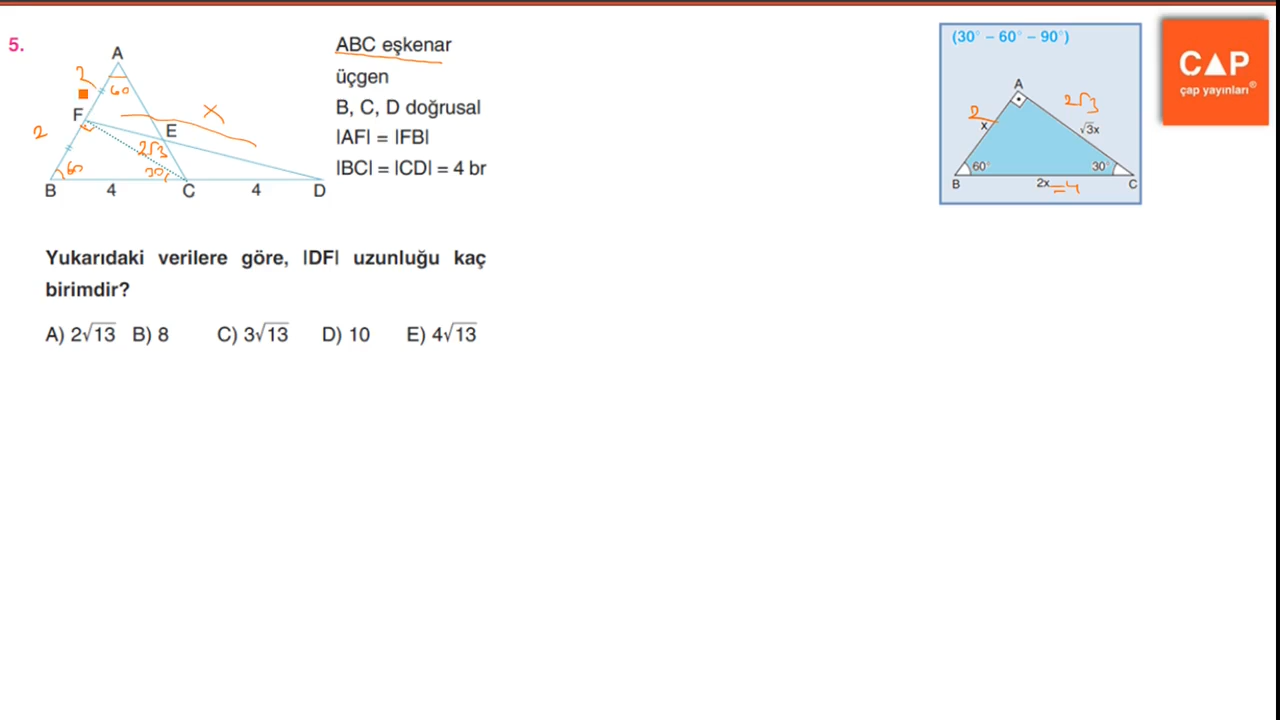 5.
A
2
60
F
x
E
2
2√3
60
30
B
4
C
4
D
ABC eşkenar
üçgen
B, C, D doğrusal
|AF| = |FB|
|BC| = |CD| = 4 br
Yukarıdaki verilere göre, |DF| uzunluğu kaç
birimdir?
A) 2√13 B) 8 C) 3√13 D) 10 E) 4√13
(30° – 60° – 90°)
A
2
2√3
x
√3x
60°
30°
B
2x =4
C
CAP
çap yayınları®